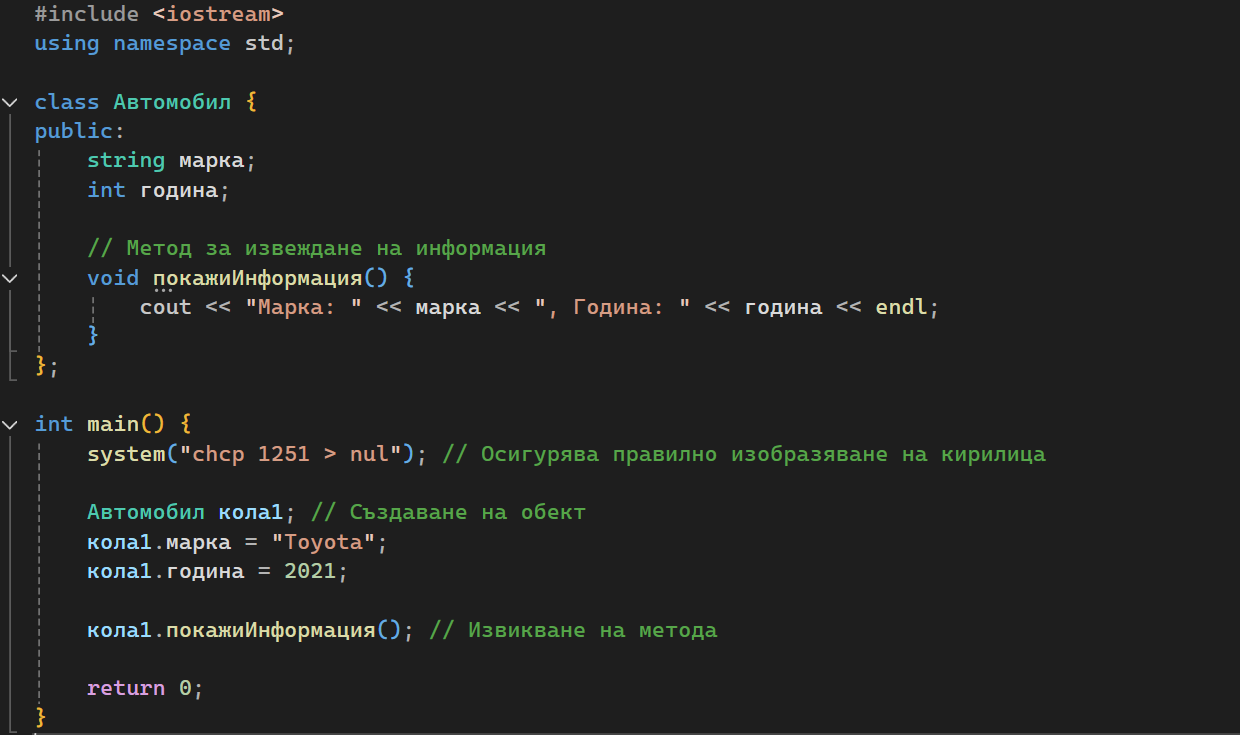 #include <iostream>
using namespace std;
class Автомобил {
public:
string марка;
int година;
// Метод за извеждане на информация
void покажиИнформация() {
cout << "Марка: " << марка << ", Година: " << година << endl;
}
};
int main() {
system("chcp 1251 > nul"); // Осигурява правилно изобразяване на кирилица
Автомобил кола1; // Създаване на обект
кола1.марка = "Toyota";
кола1.година = 2021;
кола1.покажиИнформация(); // Извикване на метода
return 0;
}